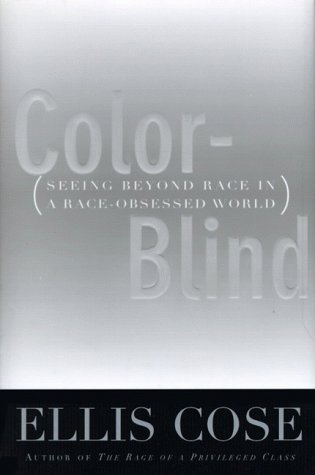 Color-
(SEEING BEYOND RACE IN
A RACE-OBSESSED WORLD)
Blind
ELLIS COSE
AUTHOR OF THE RAGE OF A PRIVILEGED CLASS